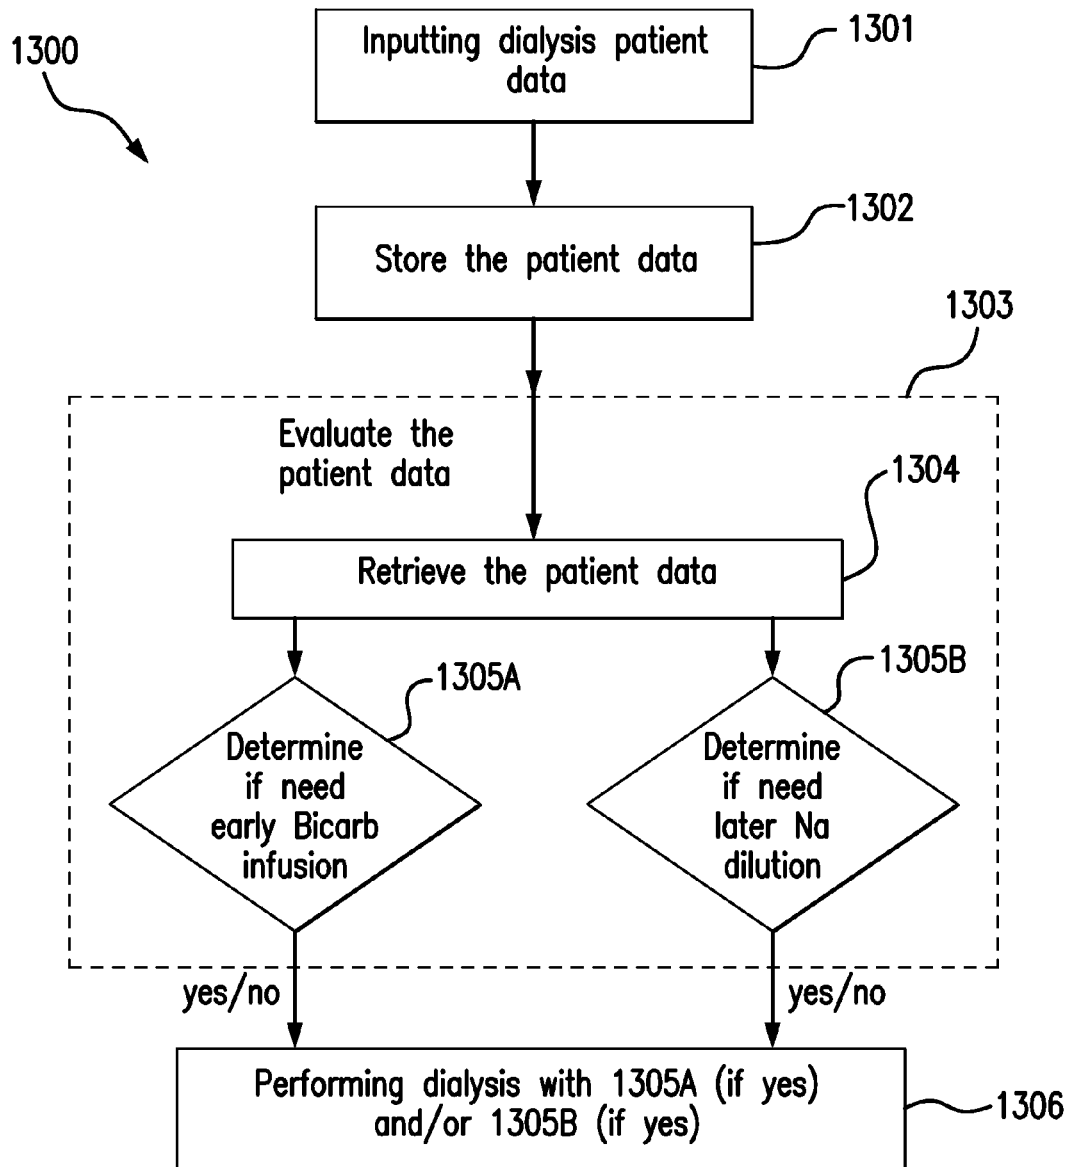 1300
Inputting dialysis patient
data
1301
Store the patient data
1302
1303
Evaluate the
patient data
1304
Retrieve the patient data
1305A
1305B
Determine
if need
early Bicarb
infusion
Determine
if need
later Na
dilution
yes/no
yes/no
Performing dialysis with 1305A (if yes)
and/or 1305B (if yes)
1306